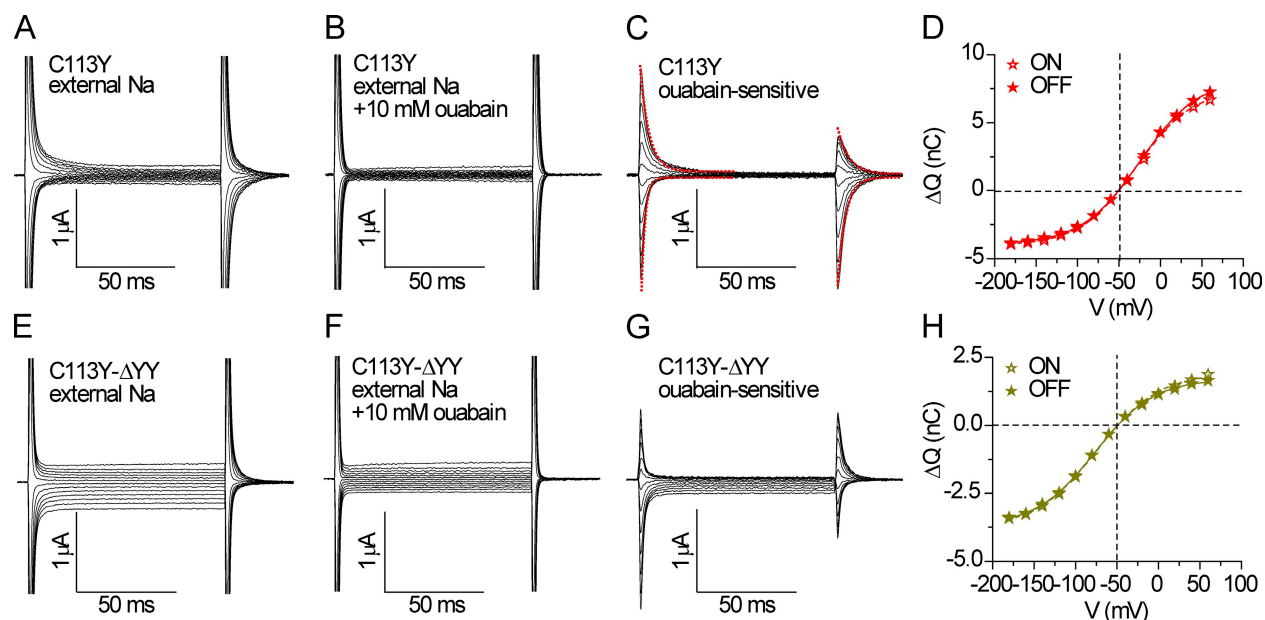 A
C113Y
external Na
1 μA
50 ms
B
C113Y
external Na
+10 mM ouabain
1 μA
50 ms
C
C113Y
ouabain-sensitive
1 μA
50 ms
D
ON
OFF
ΔQ (nC)
10
5
0
-5
-200-150-100 -50 0 50 100
V (mV)
E
C113Y-ΔYY
external Na
1 μA
50 ms
F
C113Y-ΔYY
external Na
+10 mM ouabain
1 μA
50 ms
G
C113Y-ΔYY
ouabain-sensitive
1 μA
50 ms
H
ON
OFF
ΔQ (nC)
2.5
0.0
-2.5
-5.0
-200-150-100 -50 0 50 100
V (mV)